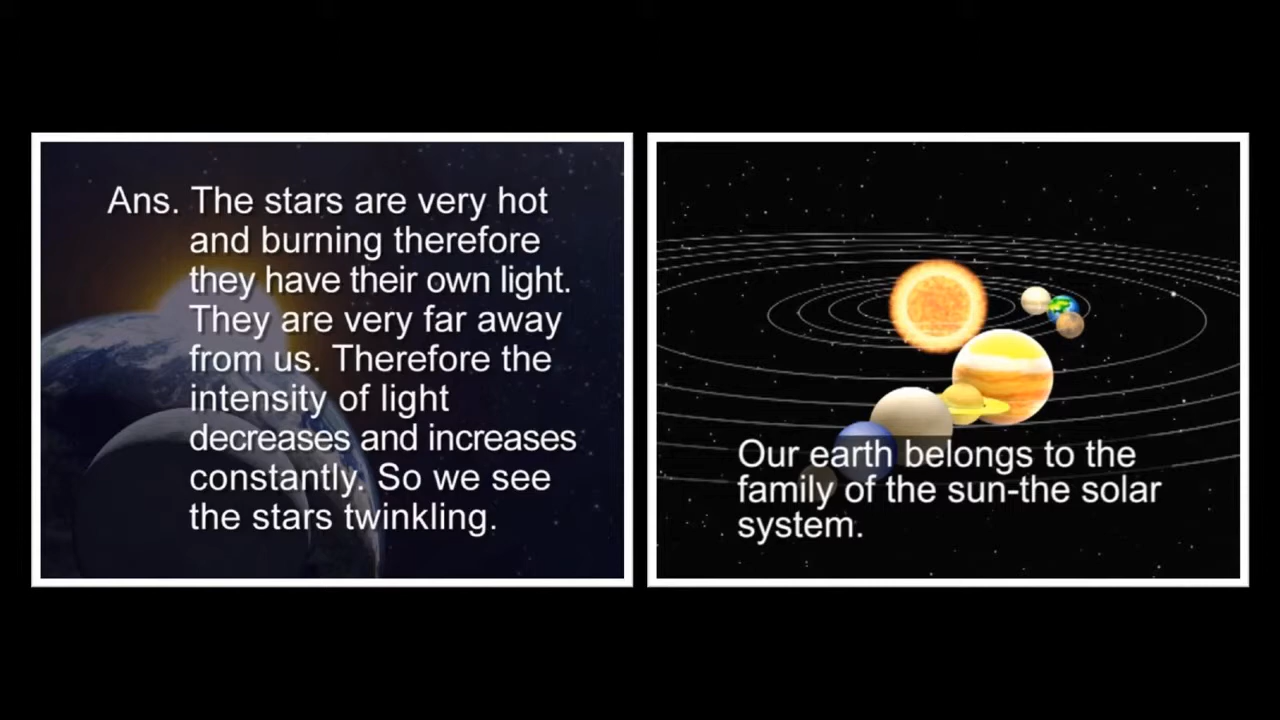 Ans. The stars are very hot
and burning therefore
they have their own light.
They are very far away
from us. Therefore the
intensity of light
decreases and increases
constantly. So we see
the stars twinkling.
Our earth belongs to the
family of the sun-the solar
system.